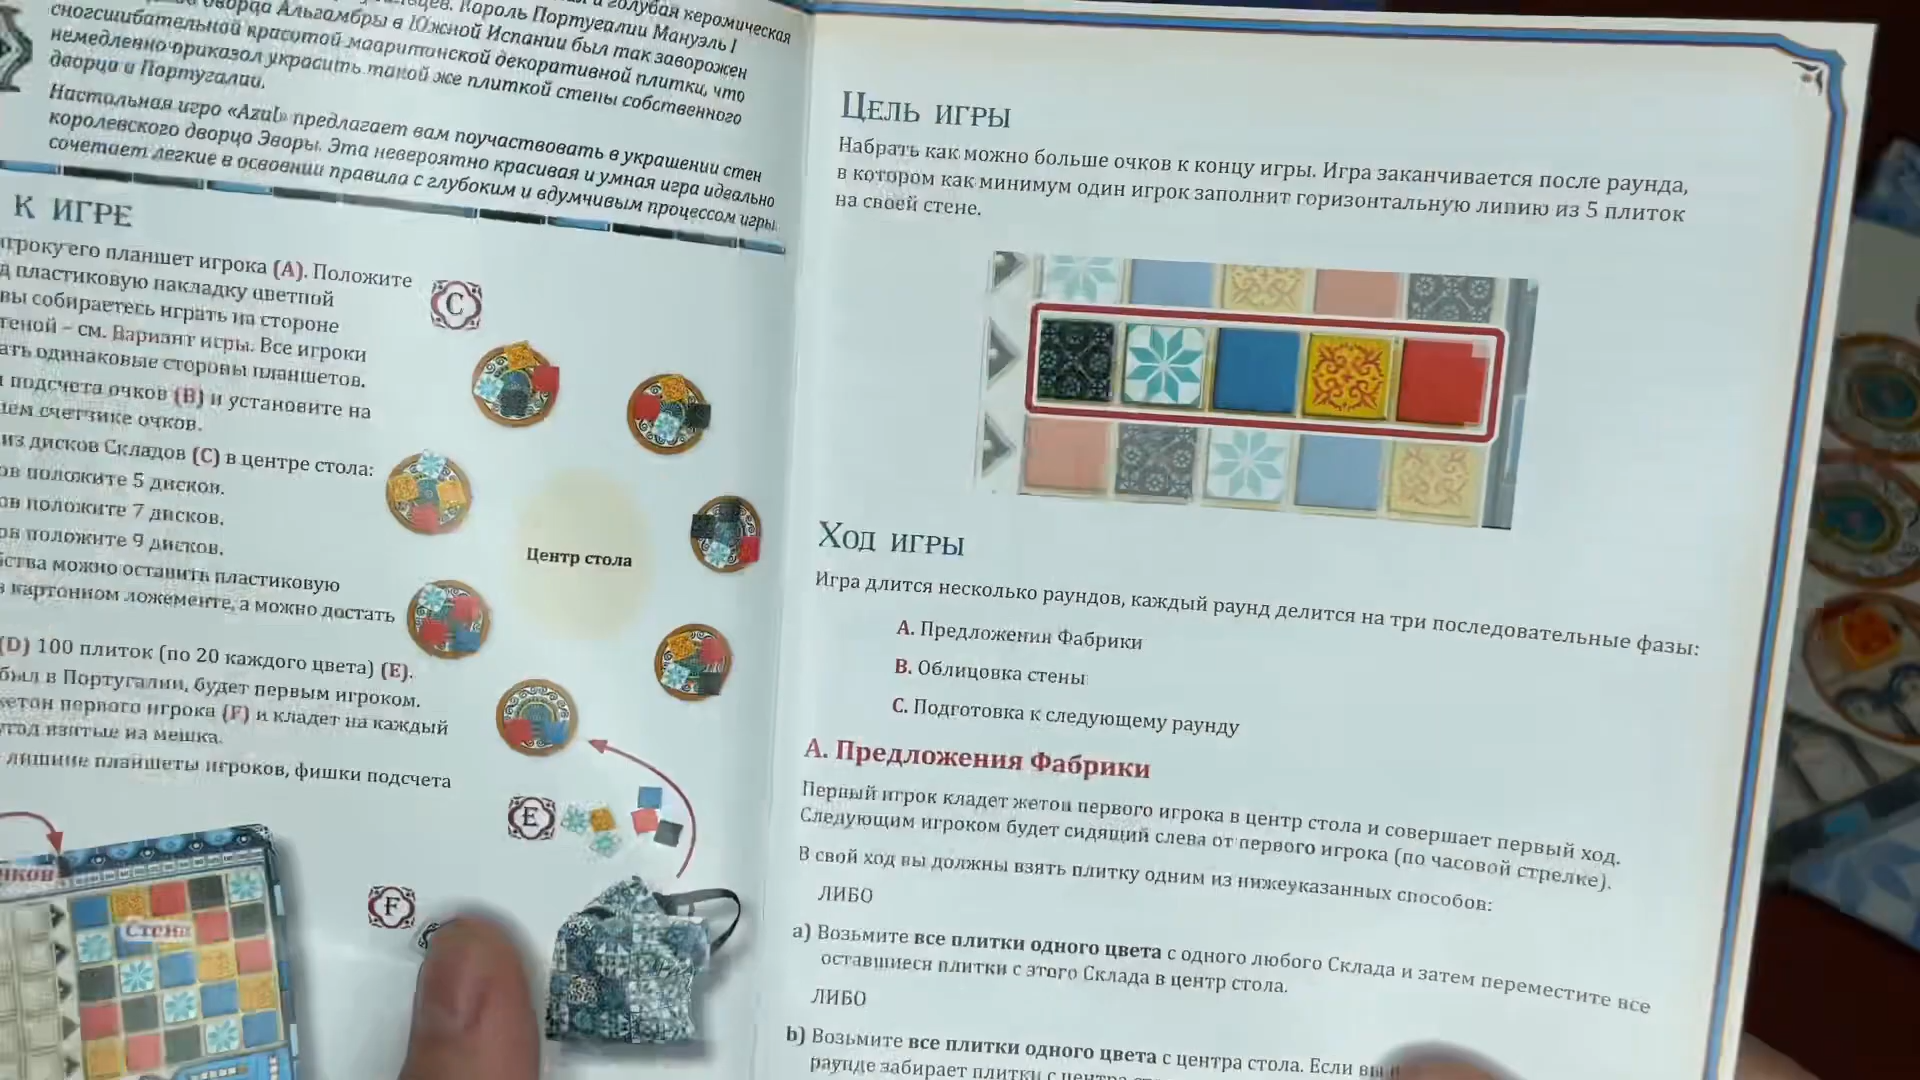 и голубая керомическая
Король Португалии Мануэль I
дворца Альгамбры в Южной Испании был так заворожен
сногсшибательной красотой мавританской декоративной плитки, что
немедленно приказол украсить такой же плиткой стены собственного
дворца в Португалии.
Настольная игро «Azul» предлагает вам поучаствовать в украшении стен
королевского дворцо Эворы. Эта невероятно красивая и умная игра идеально
сочетает легкие в освоении правила с глубоким и вдумчивым процессом игры.
К ИГРЕ
игроку его планшет игрока (A). Положите
пластиковую накладку цветной
вы собираетесь играть на стороне
стеной – см. Вариант игры. Все игроки
одинаковые стороны планшетов.
подсчета очков (B) и установите на
счетчике очков.
из дисков Складов (C) в центре стола:
положите 5 дисков.
положите 7 дисков.
положите 9 дисков.
можно оставить пластиковую
в картонном ложементе, а можно достать
(D) 100 плиток (по 20 каждого цвета) (E).
был в Португалии, будет первым игроком.
первого игрока (F) и кладет на каждый
взятые из мешка.
лишние планшеты игроков, фишки подсчета
C
Центр стола
E
F
Стена
Цель игры
Набрать как можно больше очков к концу игры. Игра заканчивается после раунда,
в котором как минимум один игрок заполнит горизонтальную линию из 5 плиток
на своей стене.
Ход игры
Игра длится несколько раундов, каждый раунд делится на три последовательные фазы:
A. Предложения Фабрики
B. Облицовка стены
C. Подготовка к следующему раунду
A. Предложения Фабрики
Первый игрок кладет жетон первого игрока в центр стола и совершает первый ход.
Следующим игроком будет сидящий слева от первого игрока (по часовой стрелке).
В свой ход вы должны взять плитку одним из нижеуказанных способов:
ЛИБО
a) Возьмите все плитки одного цвета с одного любого Склада и затем переместите все
оставшиеся плитки с этого Склада в центр стола.
ЛИБО
b) Возьмите все плитки одного цвета с центра стола. Если вы
раунде забирает плитки с центра